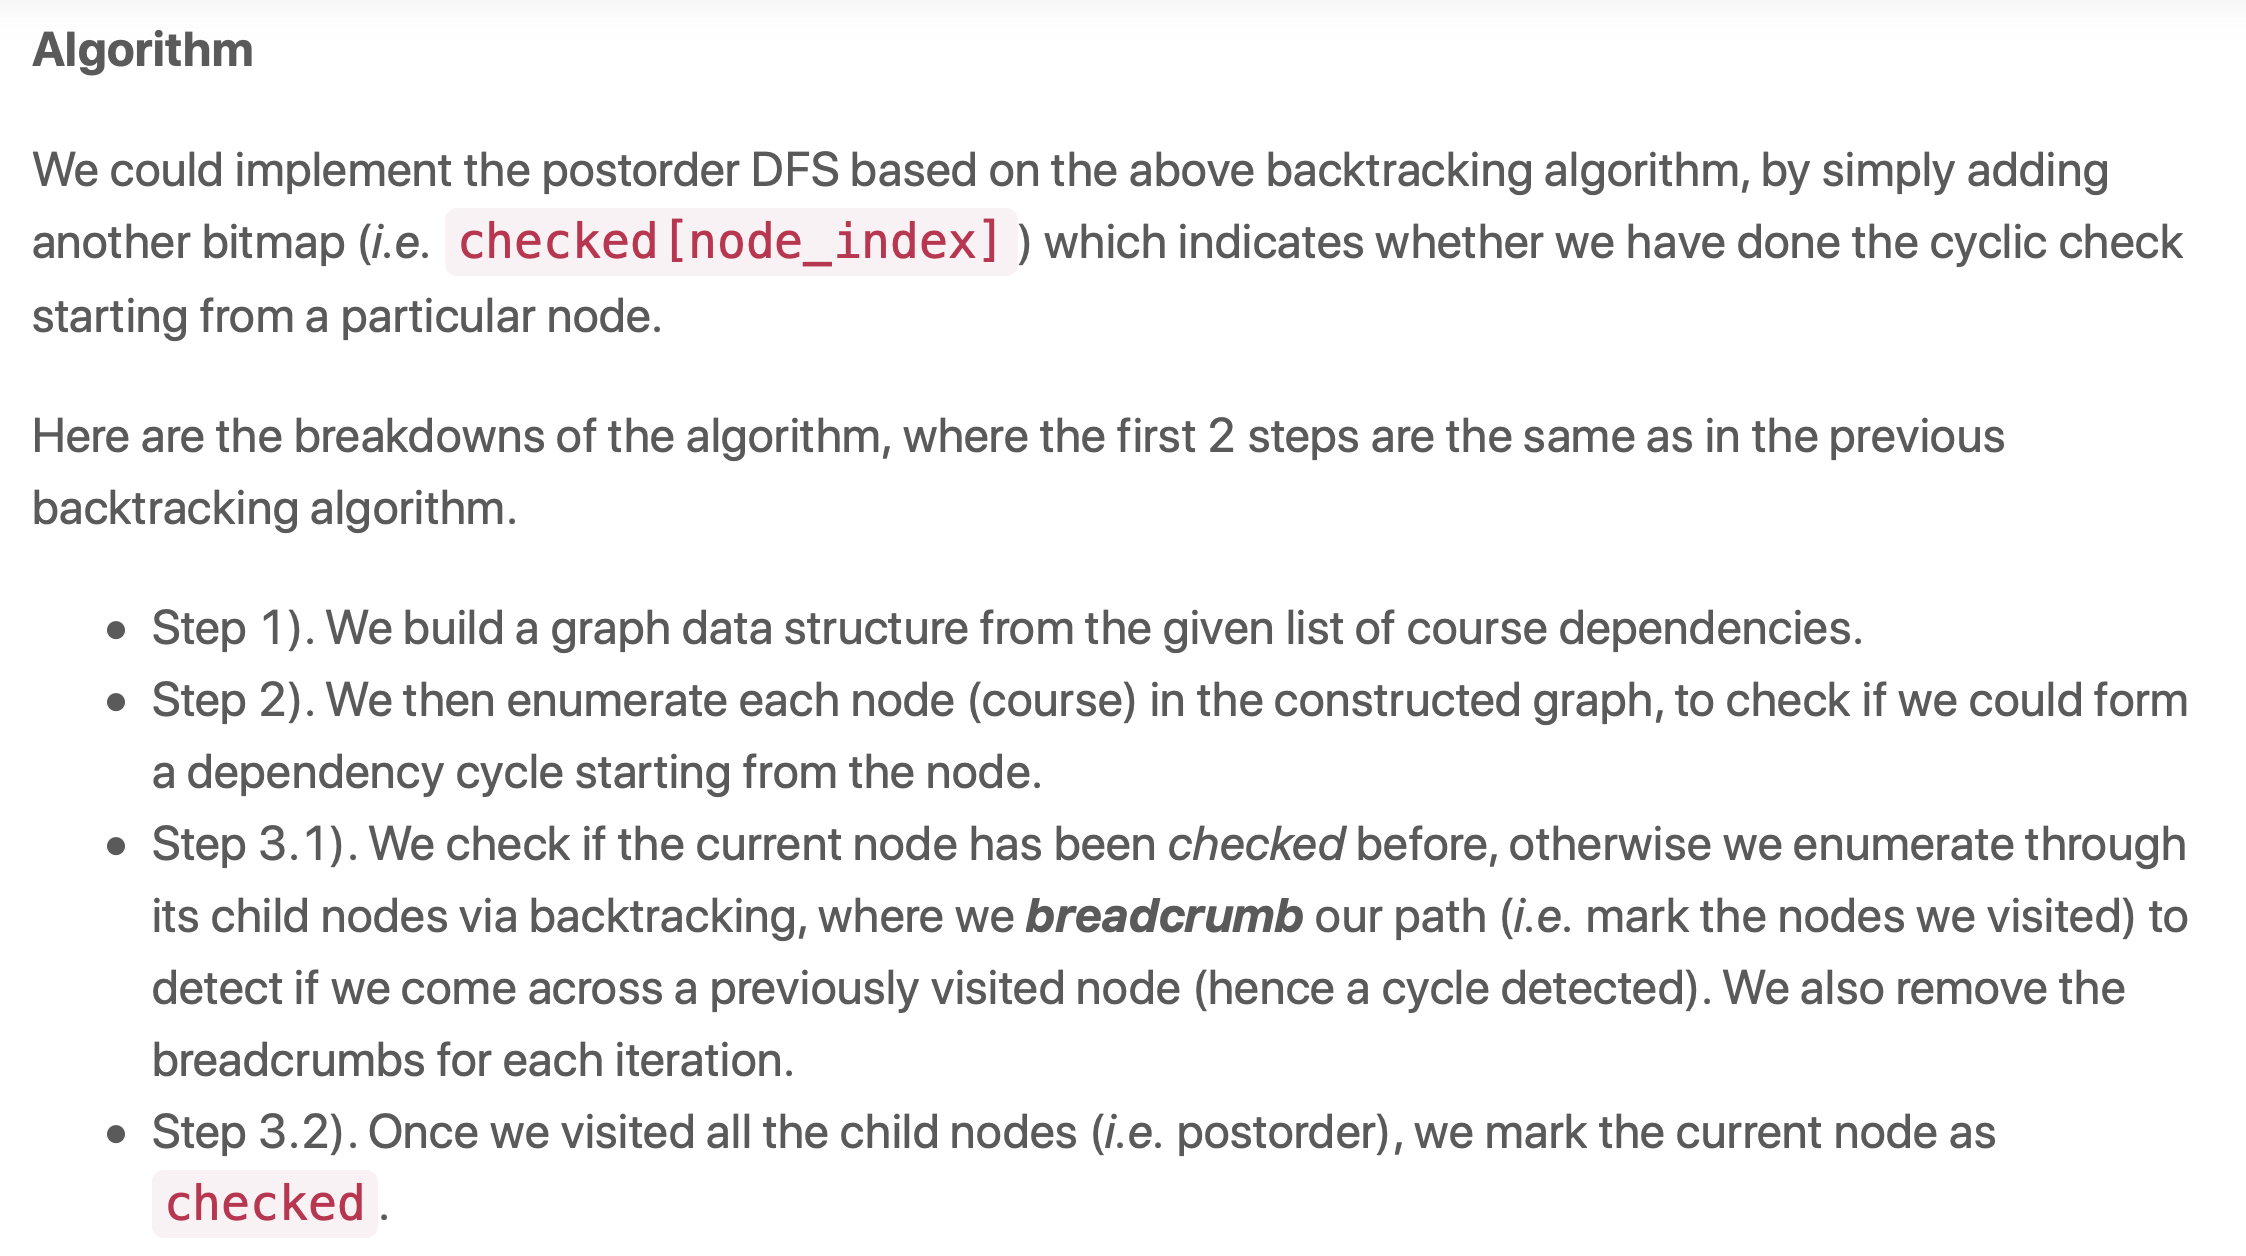 Algorithm
We could implement the postorder DFS based on the above backtracking algorithm, by simply adding
another bitmap (i.e. checked[node_index]) which indicates whether we have done the cyclic check
starting from a particular node.
Here are the breakdowns of the algorithm, where the first 2 steps are the same as in the previous
backtracking algorithm.
• Step 1). We build a graph data structure from the given list of course dependencies.
• Step 2). We then enumerate each node (course) in the constructed graph, to check if we could form
a dependency cycle starting from the node.
• Step 3.1). We check if the current node has been checked before, otherwise we enumerate through
its child nodes via backtracking, where we breadcrumb our path (i.e. mark the nodes we visited) to
detect if we come across a previously visited node (hence a cycle detected). We also remove the
breadcrumbs for each iteration.
• Step 3.2). Once we visited all the child nodes (i.e. postorder), we mark the current node as
checked.